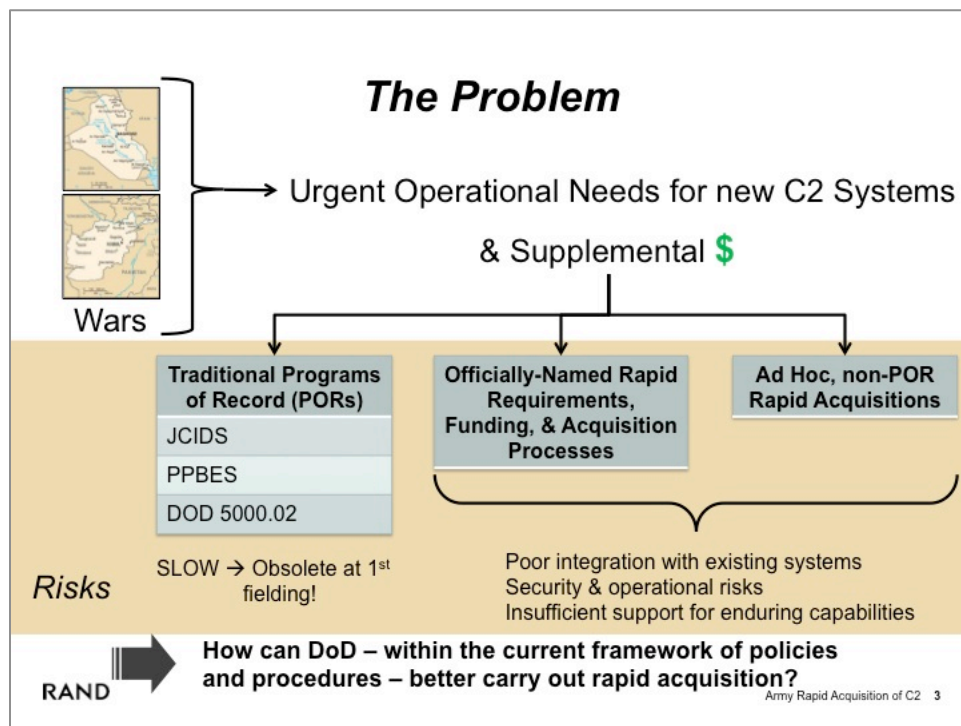 The Problem
Wars
Urgent Operational Needs for new C2 Systems
& Supplemental $
Traditional Programs
of Record (PORs)
JCIDS
PPBES
DOD 5000.02
Officially-Named Rapid
Requirements,
Funding, & Acquisition
Processes
Ad Hoc, non-POR
Rapid Acquisitions
Risks
SLOW → Obsolete at 1st
fielding!
Poor integration with existing systems
Security & operational risks
Insufficient support for enduring capabilities
RAND
How can DoD – within the current framework of policies
and procedures – better carry out rapid acquisition?
Army Rapid Acquisition of C2 3